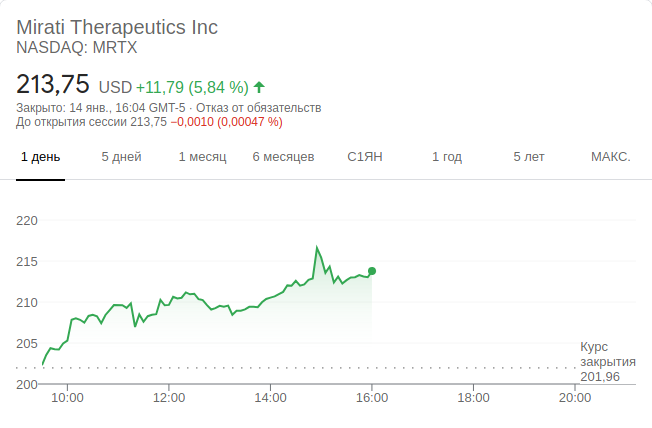 Mirati Therapeutics Inc
NASDAQ: MRTX
213,75 USD +11,79 (5,84 %)
Закрыто: 14 янв., 16:04 GMT-5 · Отказ от обязательств
До открытия сессии 213,75 −0,0010 (0,00047 %)
1 день 5 дней 1 месяц 6 месяцев С1ЯН 1 год 5 лет МАКС.
220
215
210
205
200
Курс
закрытия
201,96
10:00 12:00 14:00 16:00 18:00 20:00